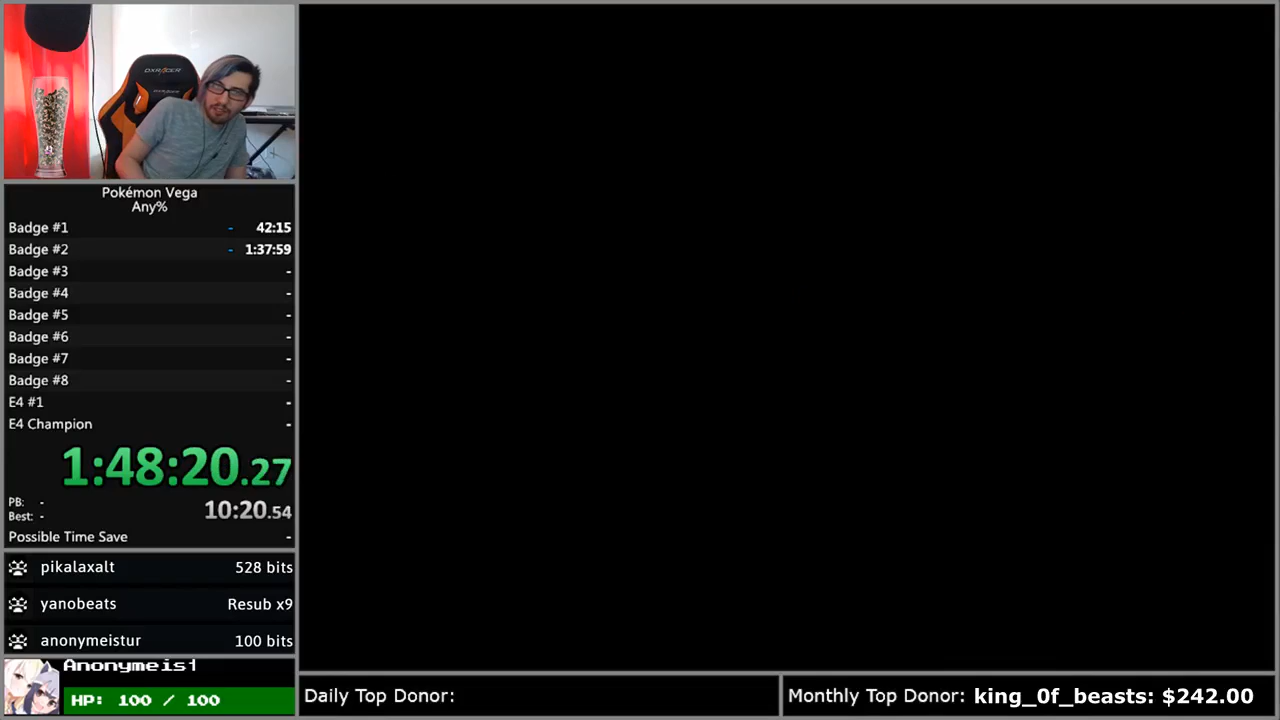 DXRACER
Pokémon Vega
Any%
Badge #1 - 42:15
Badge #2 - 1:37:59
Badge #3 -
Badge #4 -
Badge #5 -
Badge #6 -
Badge #7 -
Badge #8 -
E4 #1 -
E4 Champion -
1:48:20.27
PB: - 10:20.54
Best: -
Possible Time Save -
pikalaxalt 528 bits
yanobeats Resub x9
anonymeistur 100 bits
Anonymeist
HP: 100 / 100
Daily Top Donor:
Monthly Top Donor: king_0f_beasts: $242.00